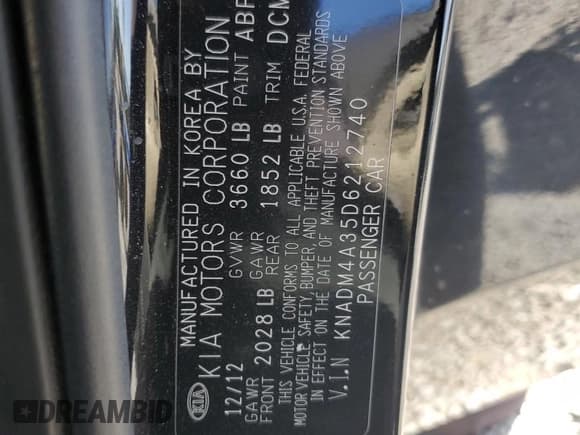 KIA
MANUFACTURED IN KOREA BY
KIA MOTORS CORPORATION
12/12 GVWR 3660 LB PAINT ABP
GAWR FRONT 2028 LB GAWR REAR 1852 LB TRIM DCM
THIS VEHICLE CONFORMS TO ALL APPLICABLE U.S.A. FEDERAL
MOTOR VEHICLE SAFETY, BUMPER, AND THEFT PREVENTION STANDARDS
IN EFFECT ON THE DATE OF MANUFACTURE SHOWN ABOVE
V.I.N KNADM4A35D6212740
PASSENGER CAR
DREAMBID